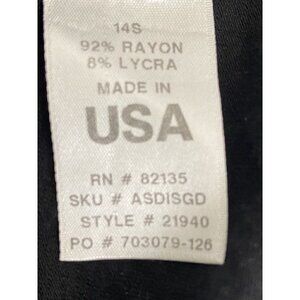 14S
92% RAYON
8% LYCRA
MADE IN
USA
RN # 82135
SKU # ASDISGD
STYLE # 21940
PO # 703079-126